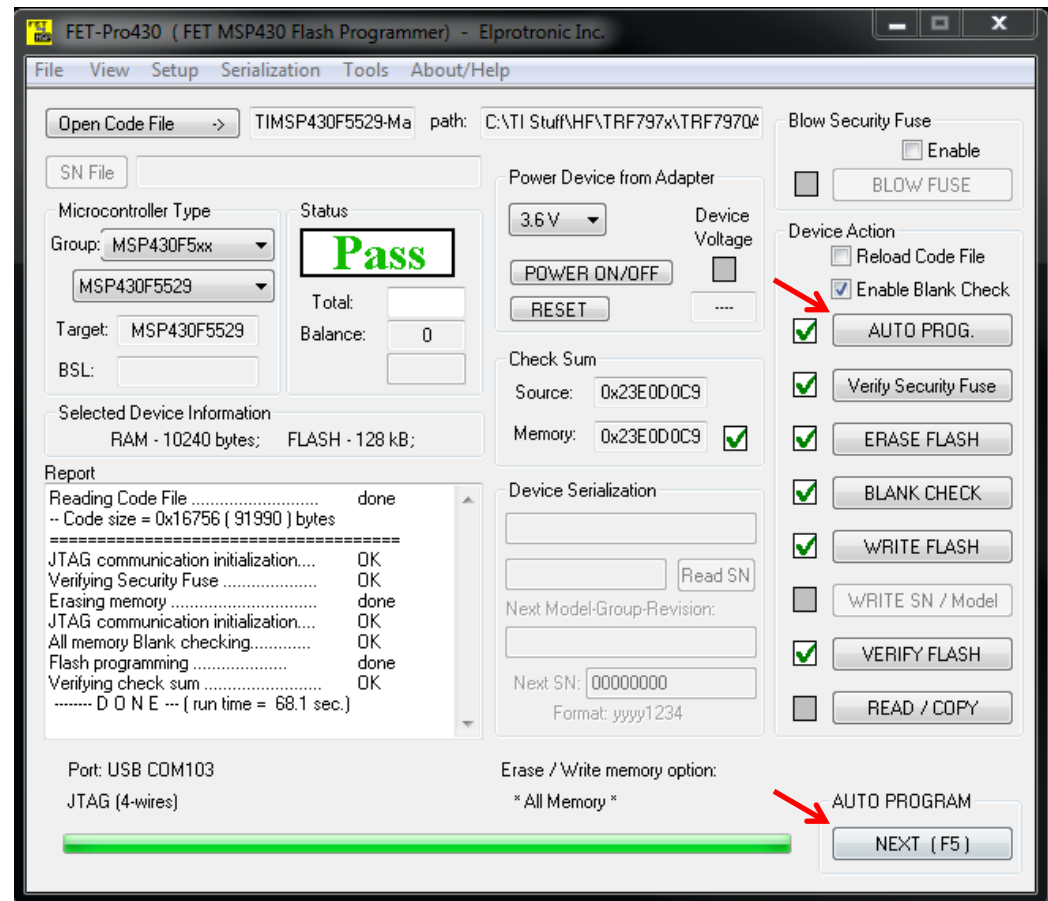 FET-Pro430 ( FET MSP430 Flash Programmer) - Elprotronic Inc.
File View Setup Serialization Tools About/Help
Open Code File -> TIMSP430F5529-Ma path: C:\TI Stuff\HF\TRF797x\TRF7970A
SN File
Microcontroller Type
Group: MSP430F5xx
MSP430F5529
Target: MSP430F5529
BSL:
Status
Pass
Total:
Balance: 0
Selected Device Information
RAM - 10240 bytes; FLASH - 128 kB;
Report
Reading Code File ........................... done
-- Code size = 0x16756 ( 91990 ) bytes
========================================
JTAG communication initialization.... OK
Verifying Security Fuse .................... OK
Erasing memory ............................... done
JTAG communication initialization.... OK
All memory Blank checking............. OK
Flash programming .................... done
Verifying check sum ......................... OK
-------- D O N E --- ( run time = 68.1 sec.)
Power Device from Adapter
3.6 V
Device
Voltage
POWER ON/OFF
RESET ----
Check Sum
Source: 0x23E0D0C9
Memory: 0x23E0D0C9
Device Serialization
Read SN
Next Model-Group-Revision:
Next SN: 00000000
Format: yyyy1234
Blow Security Fuse
Enable
BLOW FUSE
Device Action
Reload Code File
Enable Blank Check
AUTO PROG.
Verify Security Fuse
ERASE FLASH
BLANK CHECK
WRITE FLASH
WRITE SN / Model
VERIFY FLASH
READ / COPY
Port: USB COM103
JTAG (4-wires)
Erase / Write memory option:
* All Memory *
AUTO PROGRAM
NEXT ( F5 )